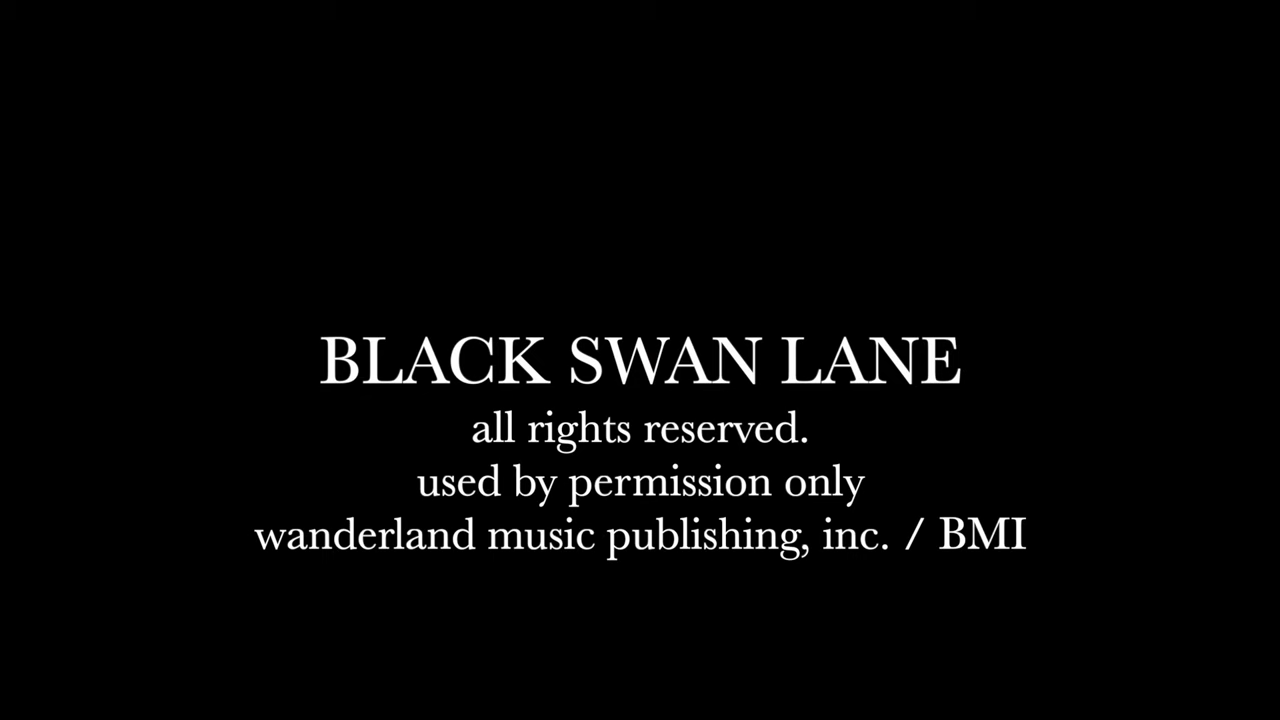 BLACK SWAN LANE
all rights reserved.
used by permission only
wanderland music publishing, inc. / BMI